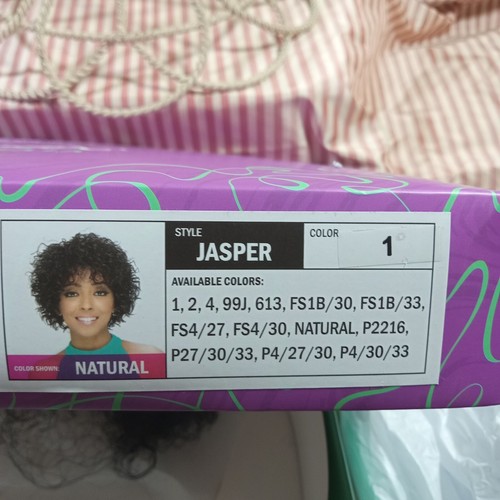 STYLE
JASPER
COLOR
1
AVAILABLE COLORS:
1, 2, 4, 99J, 613, FS1B/30, FS1B/33,
FS4/27, FS4/30, NATURAL, P2216,
P27/30/33, P4/27/30, P4/30/33
COLOR SHOWN: NATURAL